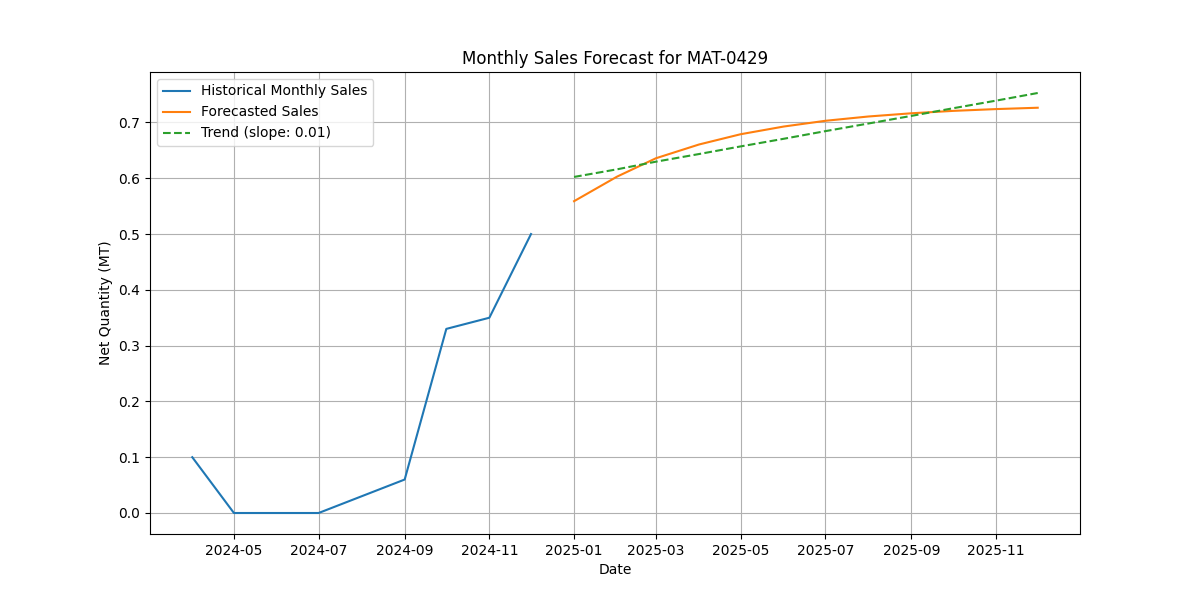 Monthly Sales Forecast for MAT-0429
Historical Monthly Sales
Forecasted Sales
Trend (slope: 0.01)
Net Quantity (MT)
0.7
0.6
0.5
0.4
0.3
0.2
0.1
0.0
2024-05 2024-07 2024-09 2024-11 2025-01 2025-03 2025-05 2025-07 2025-09 2025-11
Date